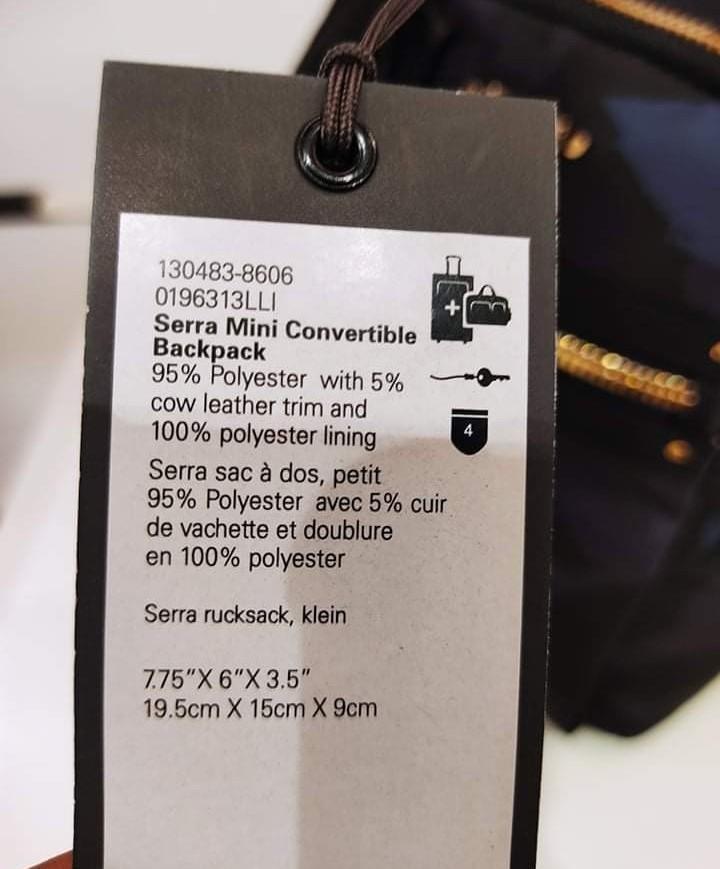 130483-8606
0196313LLI
Serra Mini Convertible
Backpack
95% Polyester with 5%
cow leather trim and
100% polyester lining
4
Serra sac à dos, petit
95% Polyester avec 5% cuir
de vachette et doublure
en 100% polyester
Serra rucksack, klein
7.75"X 6"X 3.5"
19.5cm X 15cm X 9cm